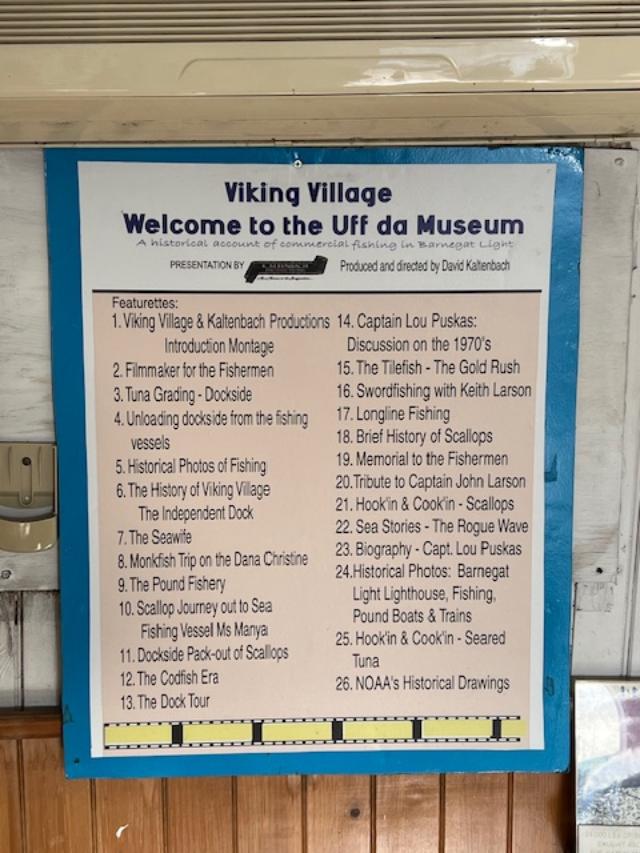 Viking Village
Welcome to the Uff da Museum
A historical account of commercial fishing in Barnegat Light
PRESENTATION BY KALTENBACH Produced and directed by David Kaltenbach
Featurettes:
1. Viking Village & Kaltenbach Productions
Introduction Montage
2. Filmmaker for the Fishermen
3. Tuna Grading - Dockside
4. Unloading dockside from the fishing
vessels
5. Historical Photos of Fishing
6. The History of Viking Village
The Independent Dock
7. The Seawife
8. Monkfish Trip on the Dana Christine
9. The Pound Fishery
10. Scallop Journey out to Sea
Fishing Vessel Ms Manya
11. Dockside Pack-out of Scallops
12. The Codfish Era
13. The Dock Tour
14. Captain Lou Puskas:
Discussion on the 1970's
15. The Tilefish - The Gold Rush
16. Swordfishing with Keith Larson
17. Longline Fishing
18. Brief History of Scallops
19. Memorial to the Fishermen
20. Tribute to Captain John Larson
21. Hook'in & Cook'in - Scallops
22. Sea Stories - The Rogue Wave
23. Biography - Capt. Lou Puskas
24. Historical Photos: Barnegat
Light Lighthouse, Fishing,
Pound Boats & Trains
25. Hook'in & Cook'in - Seared
Tuna
26. NOAA's Historical Drawings